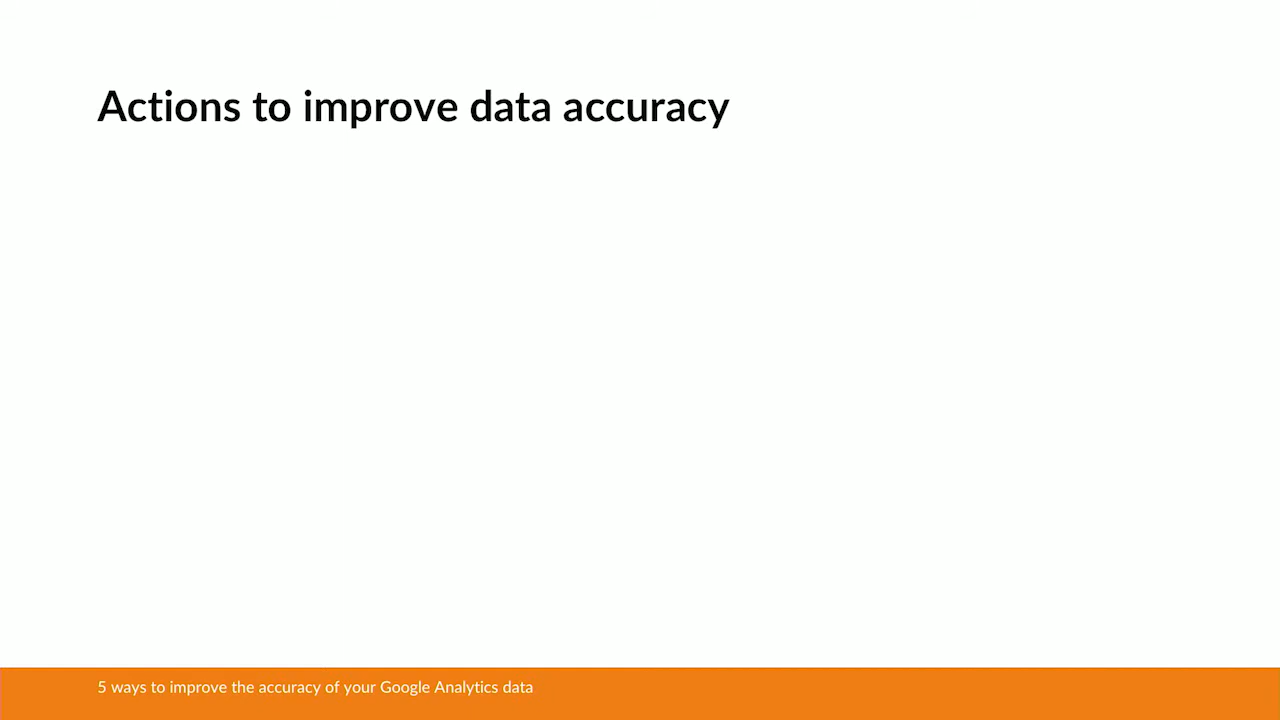 Actions to improve data accuracy
5 ways to improve the accuracy of your Google Analytics data